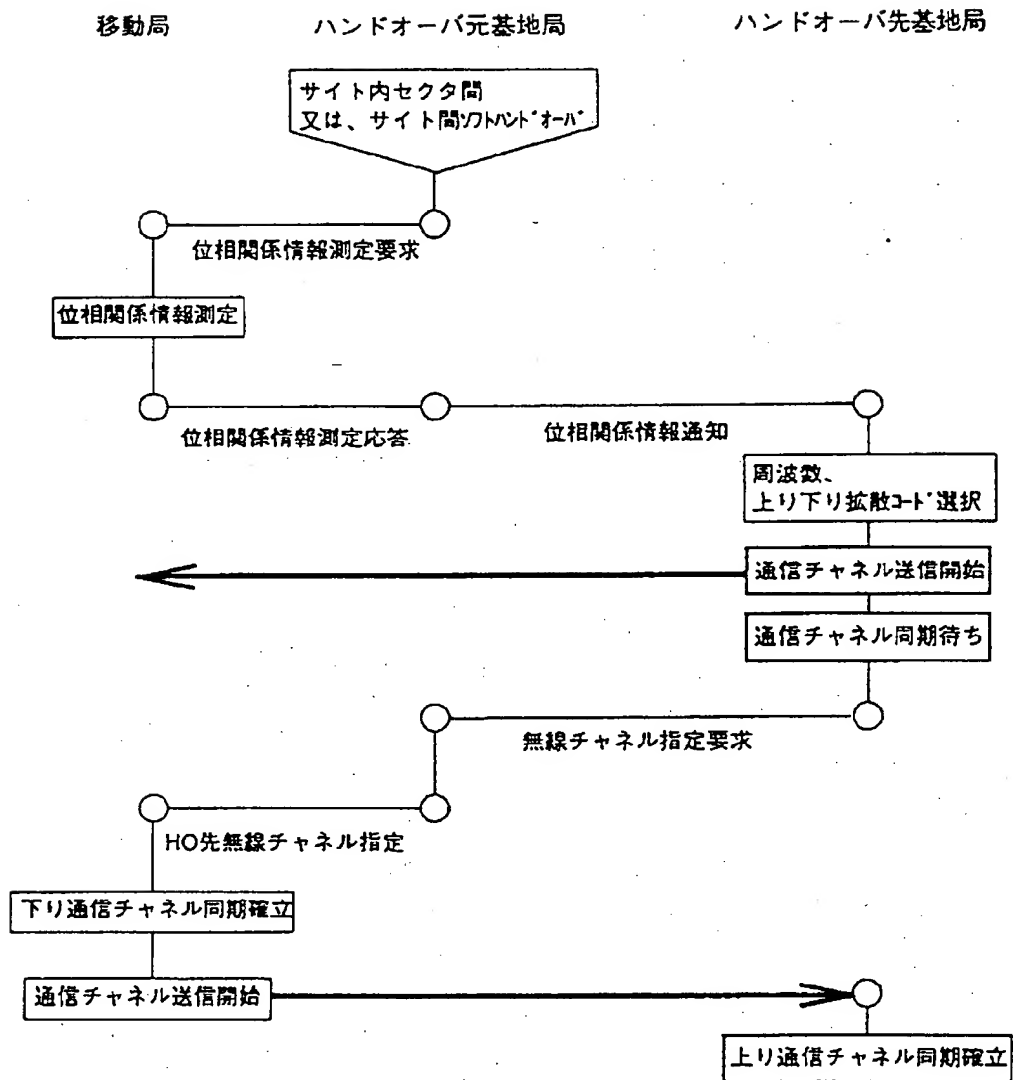 移動局
ハンドオーバ元基地局
ハンドオーバ先基地局
サイト内セクタ間
又は、サイト間ｿﾌﾄﾊﾝﾄﾞｵｰﾊﾞ
位相関係情報測定要求
位相関係情報測定
位相関係情報測定応答
位相関係情報通知
周波数、
上り下り拡散ｺｰﾄﾞ選択
通信チャネル送信開始
通信チャネル同期待ち
無線チャネル指定要求
HO先無線チャネル指定
下り通信チャネル同期確立
通信チャネル送信開始
上り通信チャネル同期確立